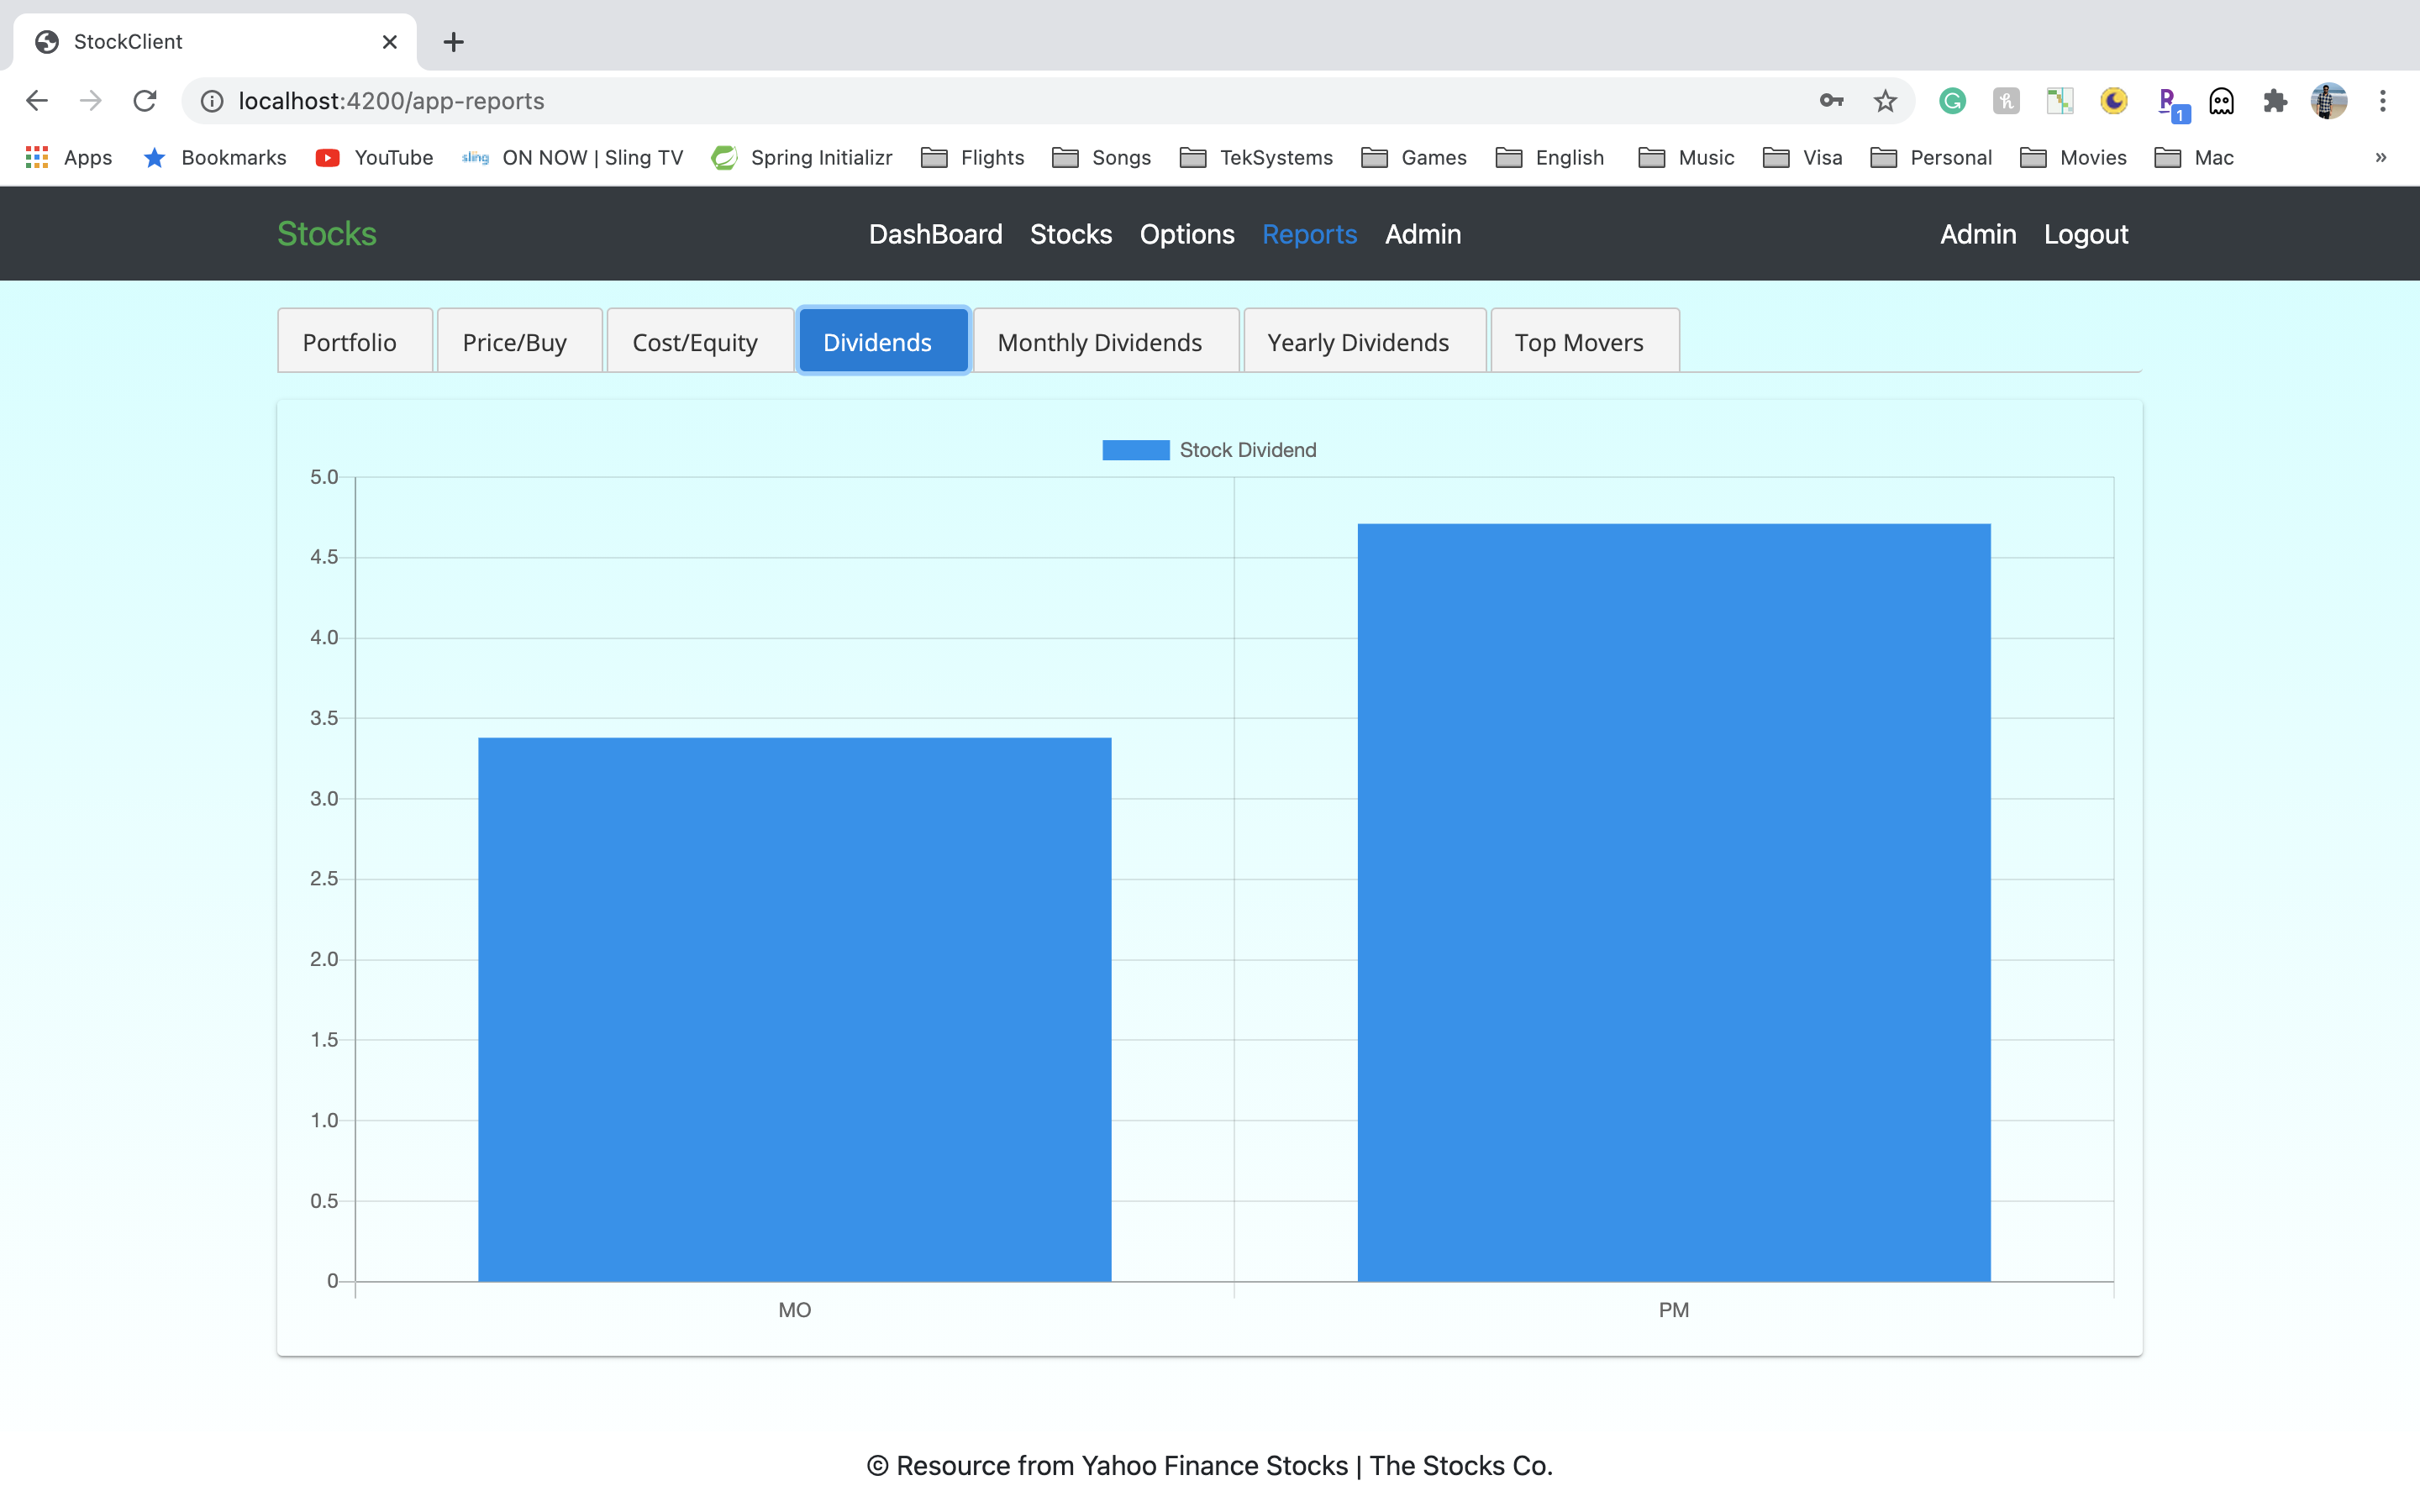 StockClient
localhost:4200/app-reports
1
Apps Bookmarks YouTube sling ON NOW | Sling TV Spring Initializr Flights Songs TekSystems Games English Music Visa Personal Movies Mac »
Stocks DashBoard Stocks Options Reports Admin Admin Logout
Portfolio Price/Buy Cost/Equity Dividends Monthly Dividends Yearly Dividends Top Movers
Stock Dividend
5.0
4.5
4.0
3.5
3.0
2.5
2.0
1.5
1.0
0.5
0
MO PM
© Resource from Yahoo Finance Stocks | The Stocks Co.